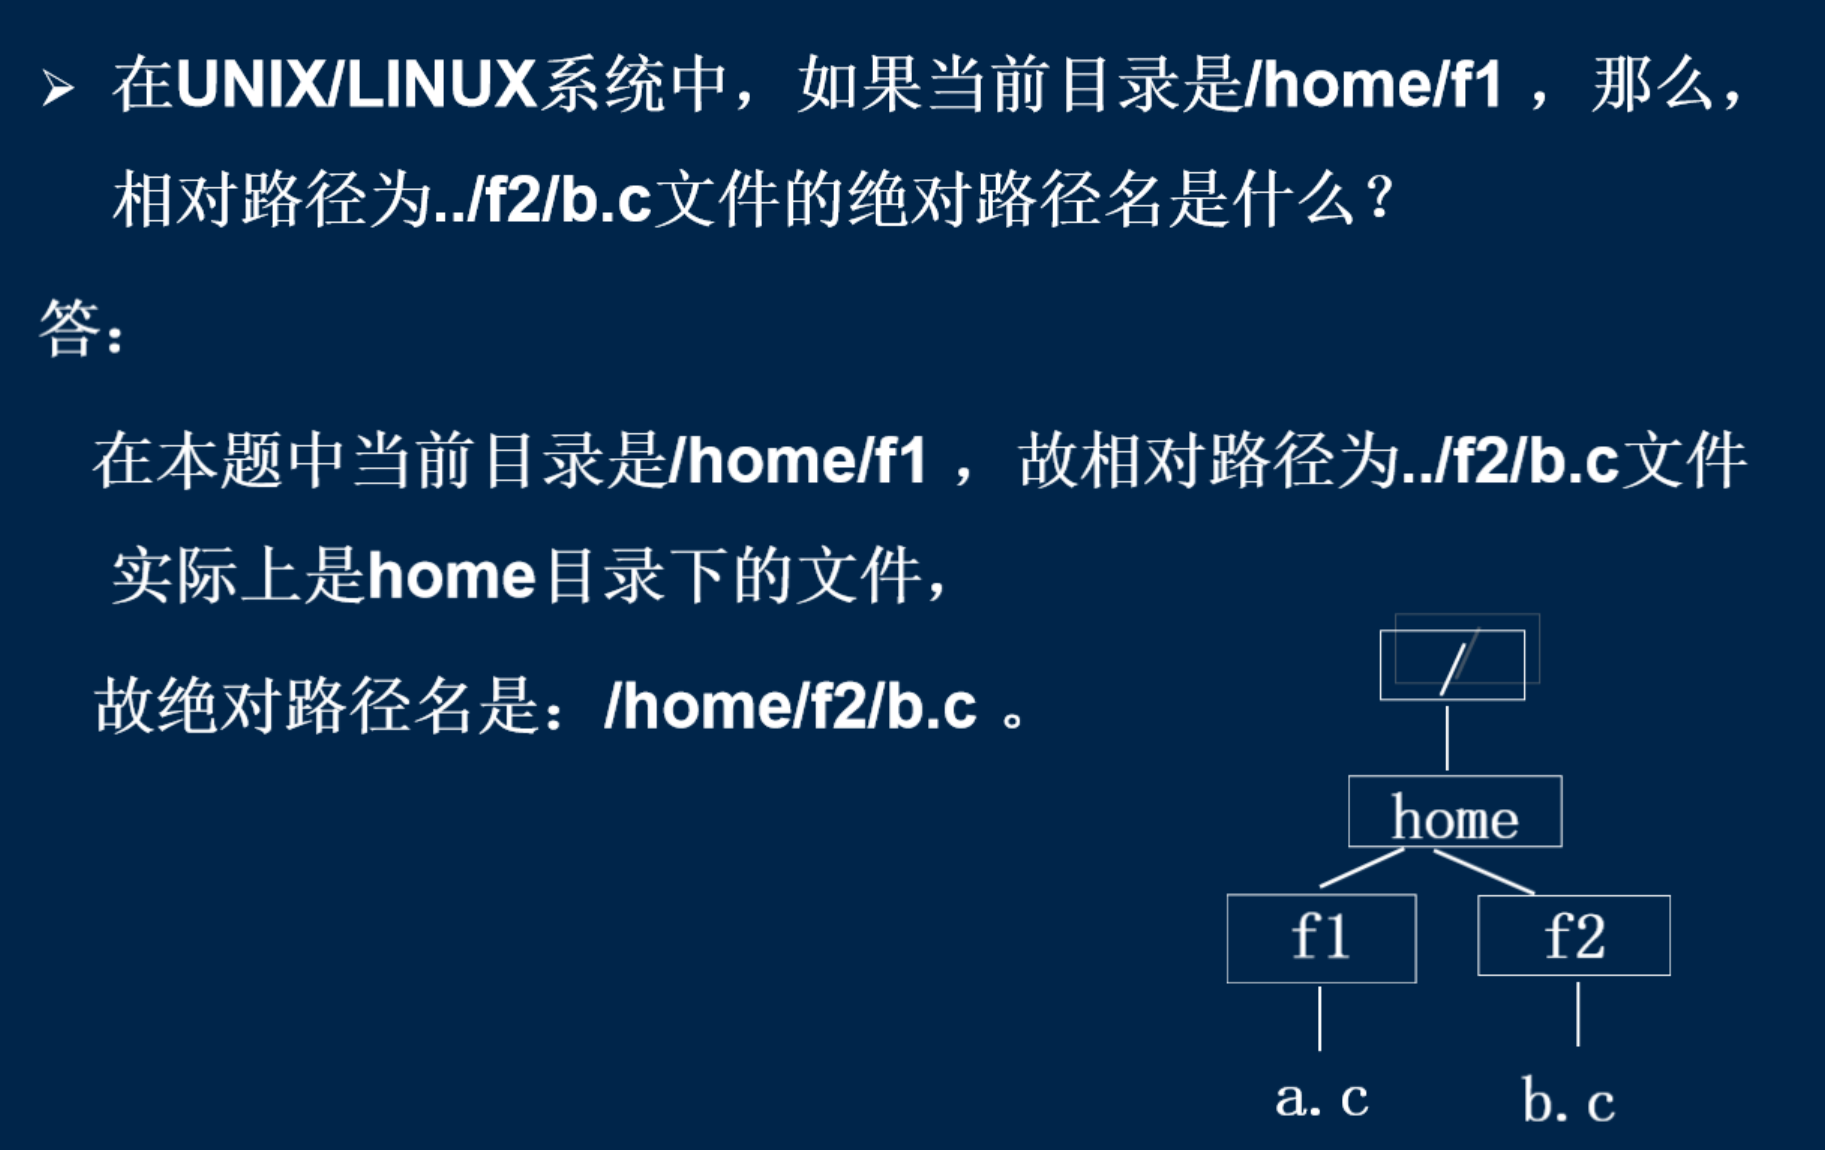 ➢ 在UNIX/LINUX系统中，如果当前目录是/home/f1 ，那么，
相对路径为../f2/b.c文件的绝对路径名是什么？
答：
在本题中当前目录是/home/f1 ，故相对路径为../f2/b.c文件
实际上是home目录下的文件，
故绝对路径名是：/home/f2/b.c 。
/
home
f1 f2
a.c b.c